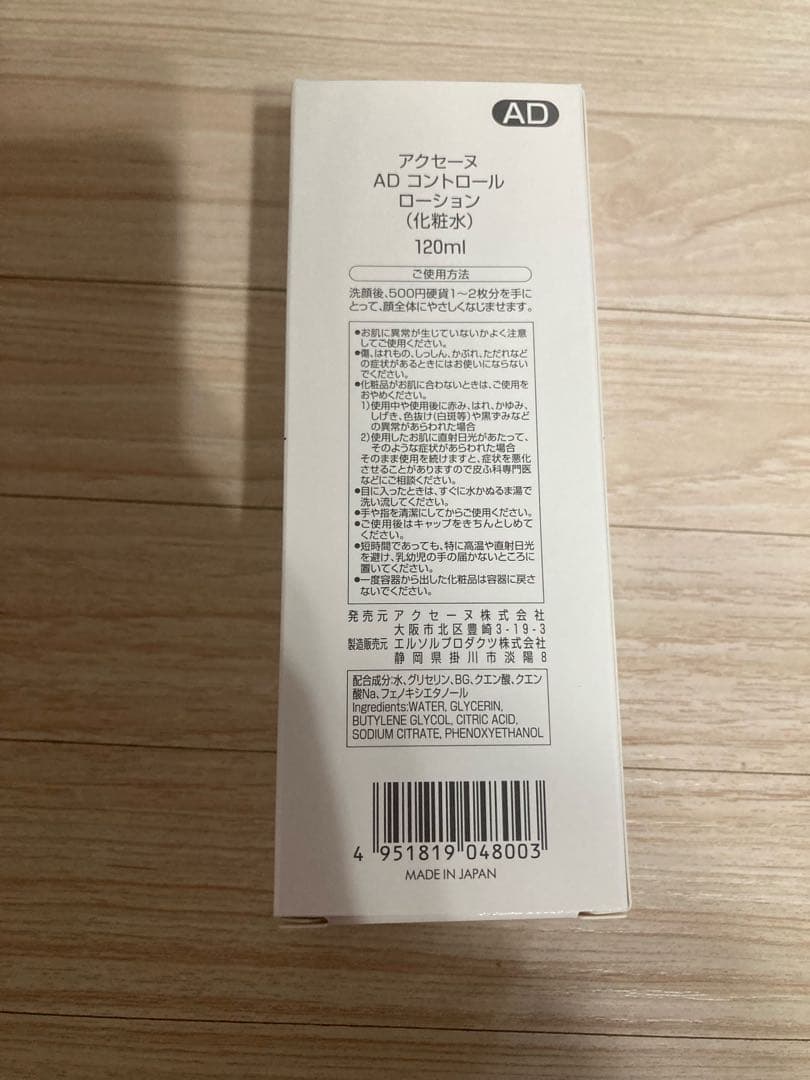 AD
アクセーヌ
AD コントロール
ローション
(化粧水)
120ml
ご使用方法
洗顔後、500円硬貨1〜2枚分を手に
とって、顔全体にやさしくなじませます。
●お肌に異常が生じていないかよく注意
してご使用ください。
●傷、はれもの、しっしん、かぶれ、ただれなど
の症状があるときにはお使いにならない
でください。
●化粧品がお肌に合わないときは、ご使用を
おやめください。
1)使用中や使用後に赤み、はれ、かゆみ、
しげき、色抜け(白斑等)や黒ずみなど
の異常があらわれた場合
2)使用したお肌に直射日光があたって、
そのような症状があらわれた場合
そのまま使用を続けますと、症状を悪化
させることがありますので皮ふ科専門医
などにご相談ください。
●目に入ったときは、すぐに水かぬるま湯で
洗い流してください。
●手や指を清潔にしてからご使用ください。
●ご使用後はキャップをきちんとしめて
ください。
●短時間であっても、特に高温や直射日光
を避け、乳幼児の手の届かないところに
置いてください。
●一度容器から出した化粧品は容器に戻さ
ないでください。
発売元 アクセーヌ株式会社
大阪市北区豊崎3-19-3
製造販売元 エルソルプロダクツ株式会社
静岡県掛川市淡陽8
配合成分:水、グリセリン、BG、クエン酸、クエン
酸Na、フェノキシエタノール
Ingredients:WATER, GLYCERIN,
BUTYLENE GLYCOL, CITRIC ACID,
SODIUM CITRATE, PHENOXYETHANOL
4 951819 048003
MADE IN JAPAN